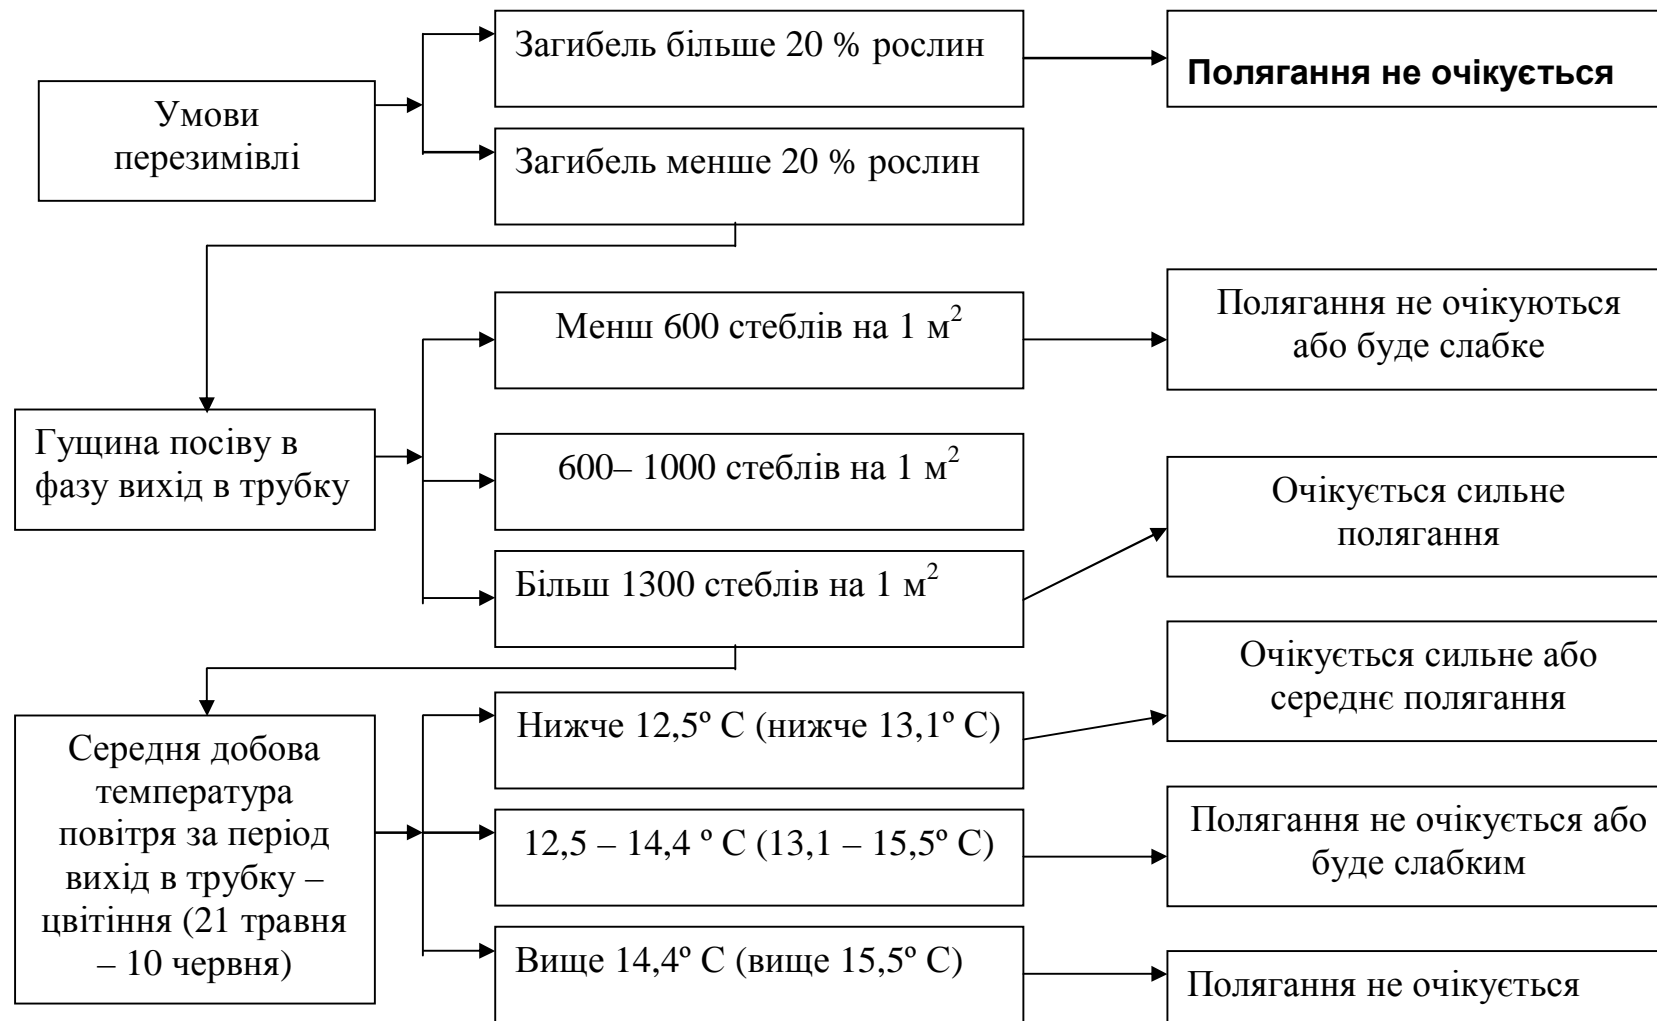 Загибель більше 20 % рослин
Полягання не очікується
Умови
перезимівлі
Загибель менше 20 % рослин
Менш 600 стеблів на 1 м²
Полягання не очікуються
або буде слабке
Гущина посіву в
фазу вихід в трубку
600– 1000 стеблів на 1 м²
Очікується сильне
полягання
Більш 1300 стеблів на 1 м²
Очікується сильне або
середнє полягання
Середня добова
температура
повітря за період
вихід в трубку –
цвітіння (21 травня
– 10 червня)
Нижче 12,5º С (нижче 13,1º С)
12,5 – 14,4 º С (13,1 – 15,5º С)
Полягання не очікується або
буде слабким
Вище 14,4º С (вище 15,5º С)
Полягання не очікується